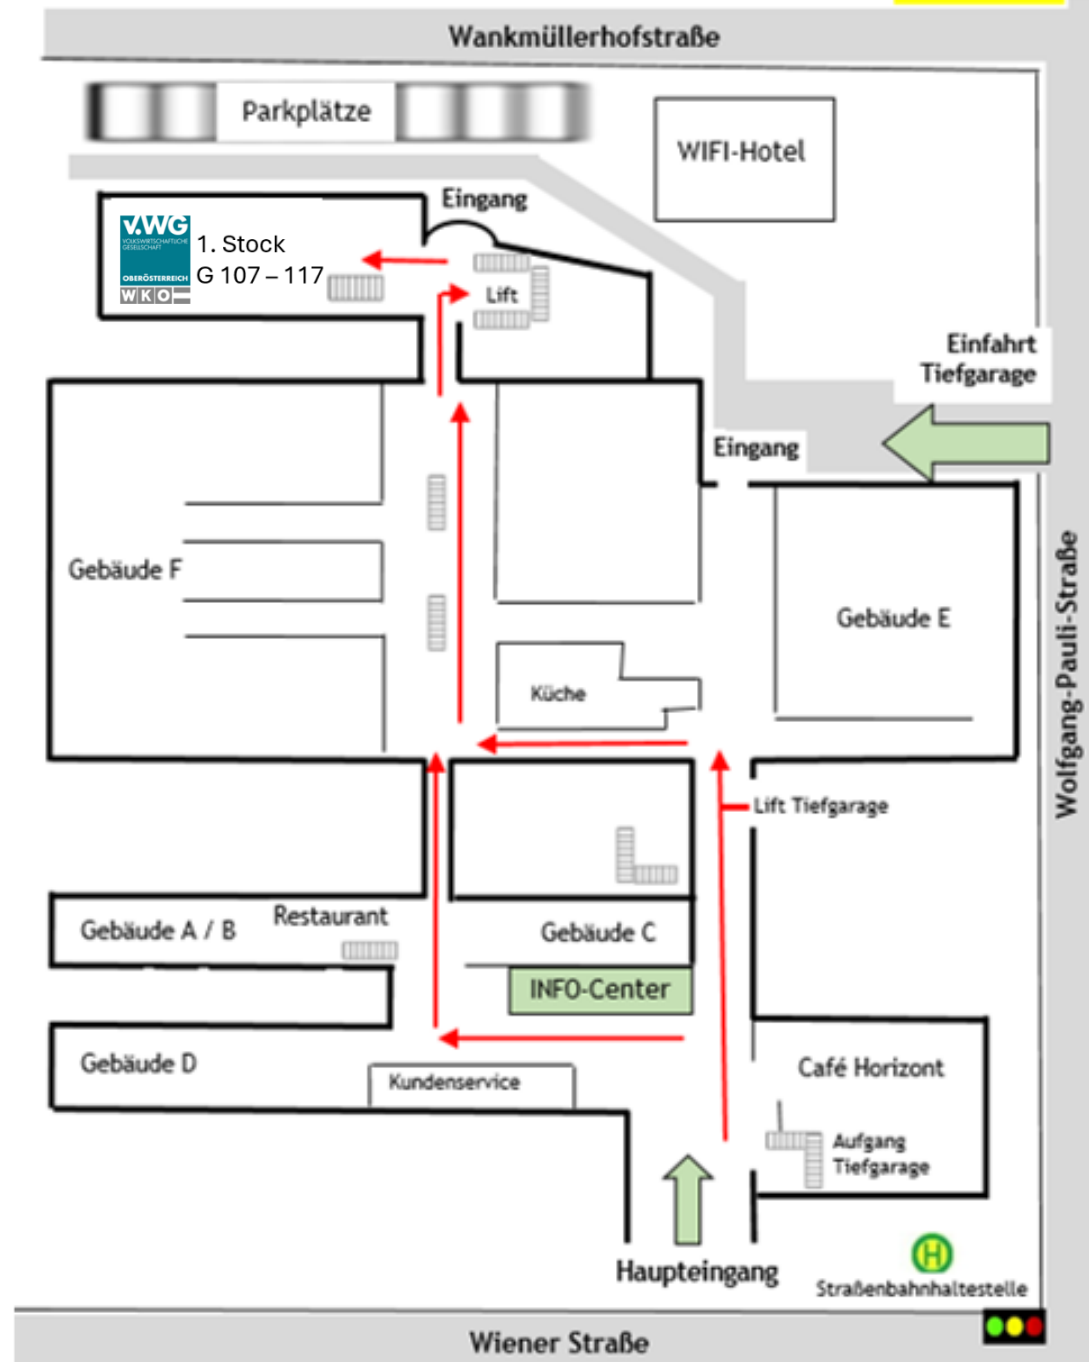 Wankmüllerhofstraße
Parkplätze
WIFI-Hotel
Eingang
V.WG
VOLKSWIRTSCHAFTLICHE
GESELLSCHAFT
OBERÖSTERREICH
WKO
1. Stock
G 107 – 117
Lift
Einfahrt
Tiefgarage
Eingang
Gebäude F
Gebäude E
Wolfgang-Pauli-Straße
Küche
Lift Tiefgarage
Restaurant
Gebäude A / B
Gebäude C
INFO-Center
Gebäude D
Kundenservice
Café Horizont
Aufgang
Tiefgarage
Haupteingang
H
Straßenbahnhaltestelle
Wiener Straße